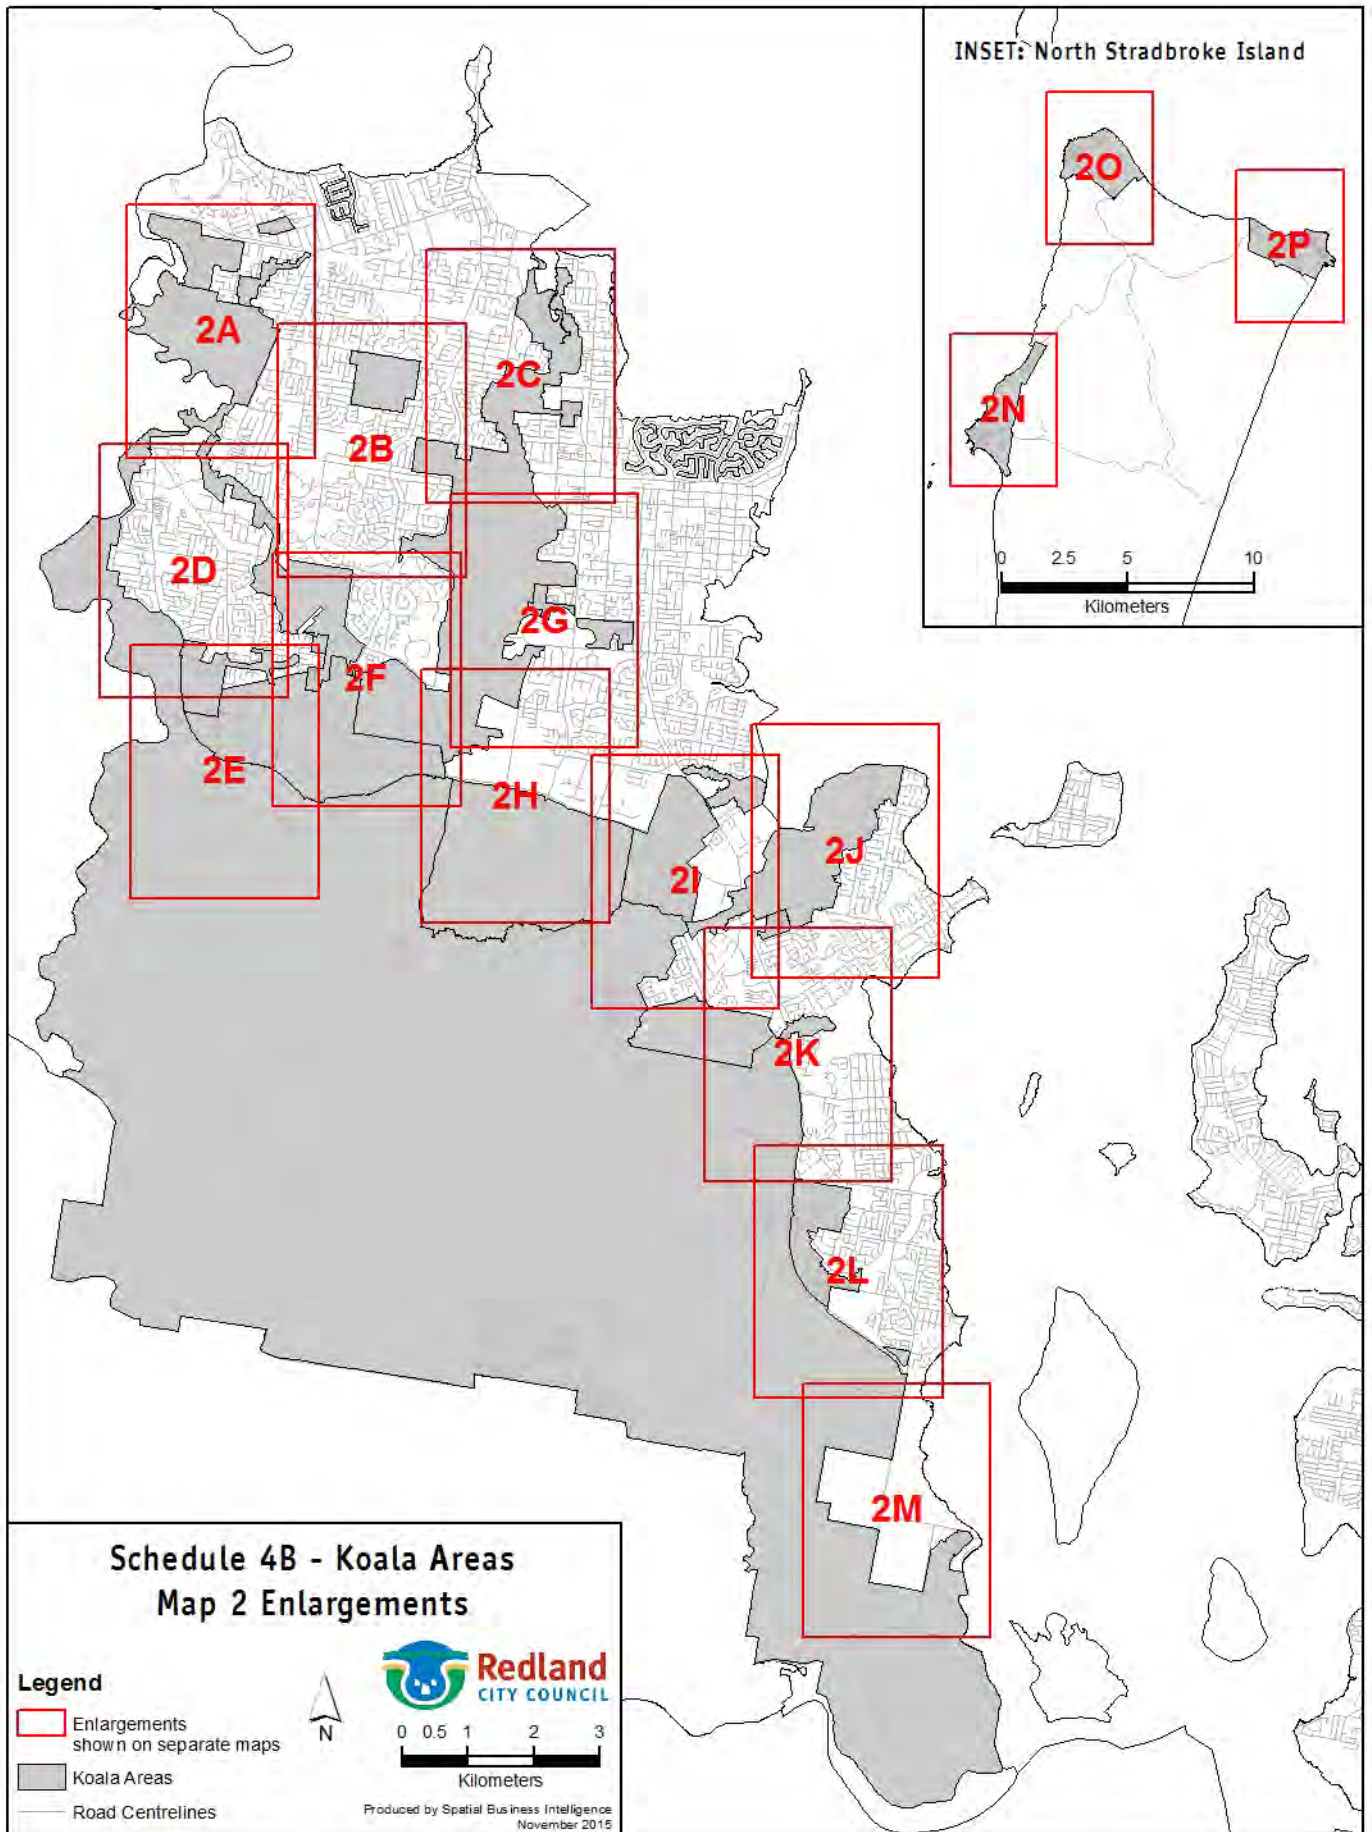 INSET: North Stradbroke Island
2O
2P
2N
0 2.5 5 10
Kilometers
2A
2C
2B
2D
2G
2F
2E
2H
2J
2I
2K
2L
2M
Schedule 4B - Koala Areas
Map 2 Enlargements
Legend
Enlargements
shown on separate maps
Koala Areas
Road Centrelines
N
Redland
CITY COUNCIL
0 0.5 1 2 3
Kilometers
Produced by Spatial Business Intelligence
November 2015